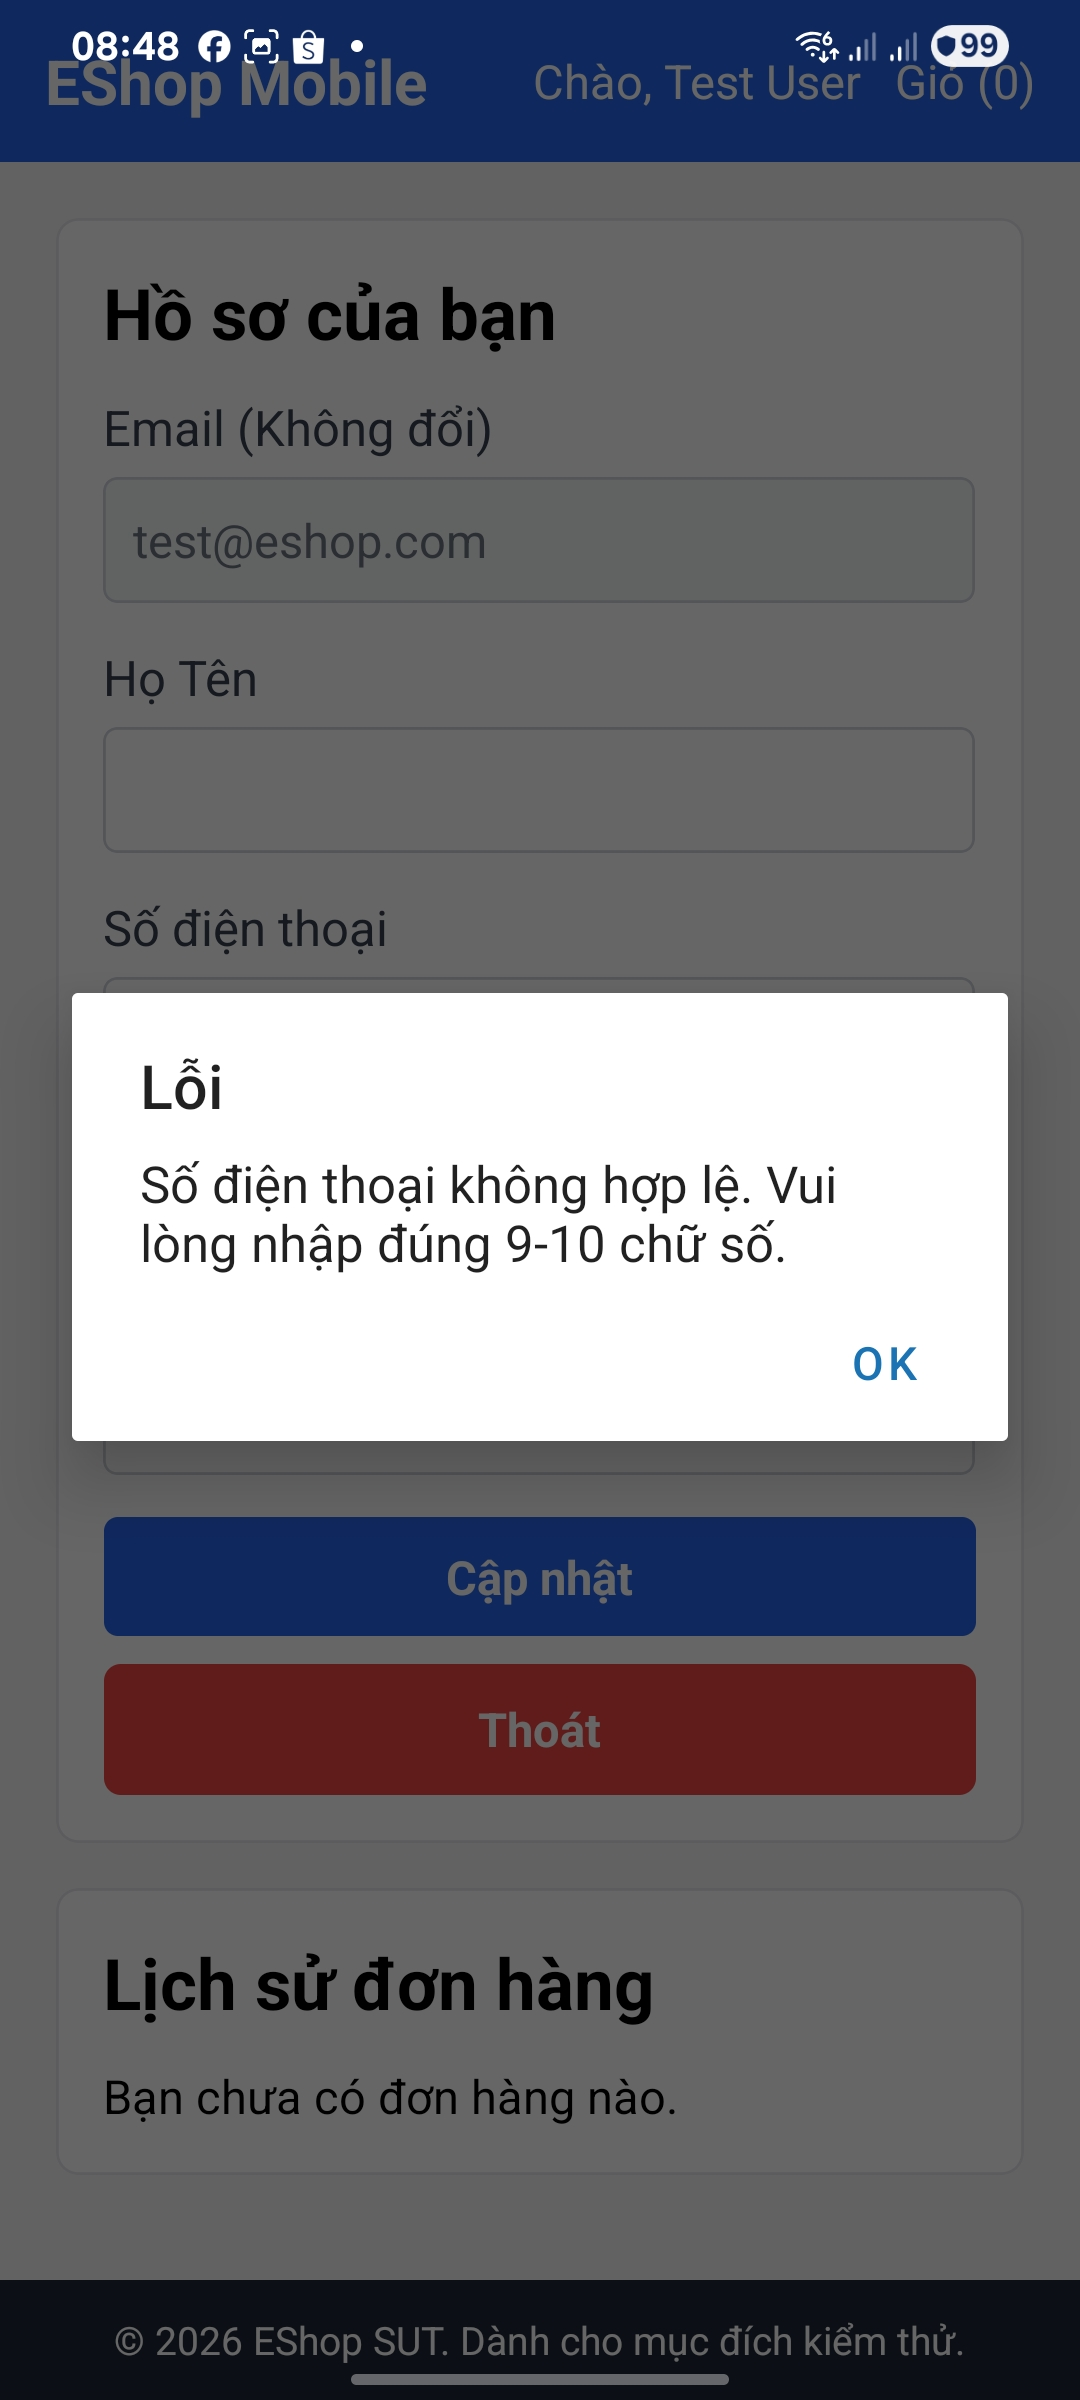 08:48
99
EShop Mobile
Chào, Test User
Giỏ (0)
Hồ sơ của bạn
Email (Không đổi)
test@eshop.com
Họ Tên
Số điện thoại
Lỗi
Số điện thoại không hợp lệ. Vui
lòng nhập đúng 9-10 chữ số.
OK
Cập nhật
Thoát
Lịch sử đơn hàng
Bạn chưa có đơn hàng nào.
© 2026 EShop SUT. Dành cho mục đích kiểm thử.